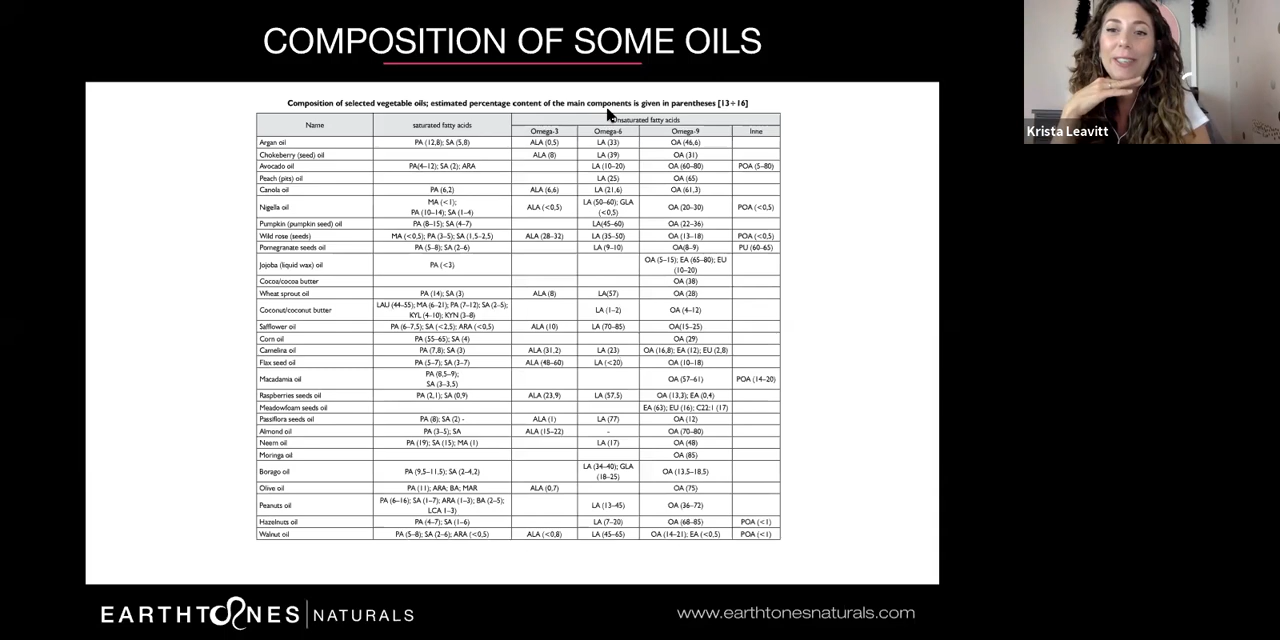 COMPOSITION OF SOME OILS
Krista Leavitt
Composition of selected vegetable oils; estimated percentage content of the main components is given in parentheses [13÷16]
Name saturated fatty acids Unsaturated fatty acids
Omega-3 Omega-6 Omega-9 Inne
Argan oil PA (12,8); SA (5,8) ALA (0,5) LA (33) OA (46,6)
Chokeberry (seed) oil ALA (8) LA (39) OA (31)
Avocado oil PA(4–12); SA (2); ARA LA (10–20) OA (60–80) POA (5–80)
Peach (pits) oil LA (25) OA (65)
Canola oil PA (6,2) ALA (6,6) LA (21,6) OA (61,3)
Nigella oil MA (<1); PA (10–14); SA (1–4) ALA (<0,5) LA (50–60); GLA (<0,5) OA (20–30) POA (<0,5)
Pumpkin (pumpkin seed) oil PA (8–15); SA (4–7) LA(45–60) OA (22–36)
Wild rose (seeds) MA (<0,5); PA (3–5); SA (1,5–2,5) ALA (28–32) LA (35–50) OA (13–18) POA (<0,5)
Pomegranate seeds oil PA (5–8); SA (2–6) LA (9–10) OA(8–9) PU (60–65)
Jojoba (liquid wax) oil PA (<3) OA (5–15); EA (65–80); EU (10–20)
Cocoa/cocoa butter OA (38)
Wheat sprout oil PA (14); SA (3) ALA (8) LA(57) OA (28)
Coconut/coconut butter LAU (44–55); MA (6–21); PA (7–12); SA (2–5); KYL (4–10); KYN (3–8) LA (1–2) OA (4–12)
Safflower oil PA (6–7,5); SA (<2,5); ARA (<0,5) ALA (10) LA (70–85) OA(15–25)
Corn oil PA (55–65); SA (4) OA (29)
Camelina oil PA (7,8); SA (3) ALA (31,2) LA (23) OA (16,8); EA (12); EU (2,8)
Flax seed oil PA (5–7); SA (3–7) ALA (48–60) LA (<20) OA (10–18)
Macadamia oil PA (8,5–9); SA (3–3,5) OA (57–61) POA (14–20)
Raspberries seeds oil PA (2,1); SA (0,9) ALA (23,9) LA (57,5) OA (13,3); EA (0,4)
Meadowfoam seeds oil EA (63); EU (16); C22:1 (17)
Passiflora seeds oil PA (8); SA (2) - ALA (1) LA (77) OA (12)
Almond oil PA (3–5); SA ALA (15–22) - OA (70–80)
Neem oil PA (19); SA (15); MA (1) LA (17) OA (48)
Moringa oil OA (85)
Borago oil PA (9,5–11,5); SA (2–4,2) LA (34–40); GLA (18–25) OA (13,5–18,5)
Olive oil PA (11); ARA; BA; MAR ALA (0,7) OA (75)
Peanuts oil PA (6–16); SA (1–7); ARA (1–3); BA (2–5); LCA 1–3) LA (13–45) OA (36–72)
Hazelnuts oil PA (4–7); SA (1–6) LA (7–20) OA (68–85) POA (<1)
Walnut oil PA (5–8); SA (2–6); ARA (<0,5) ALA (<0,8) LA (45–65) OA (14–21); EA (<0,5) POA (<1)
EARTHTONES NATURALS
www.earthtonesnaturals.com